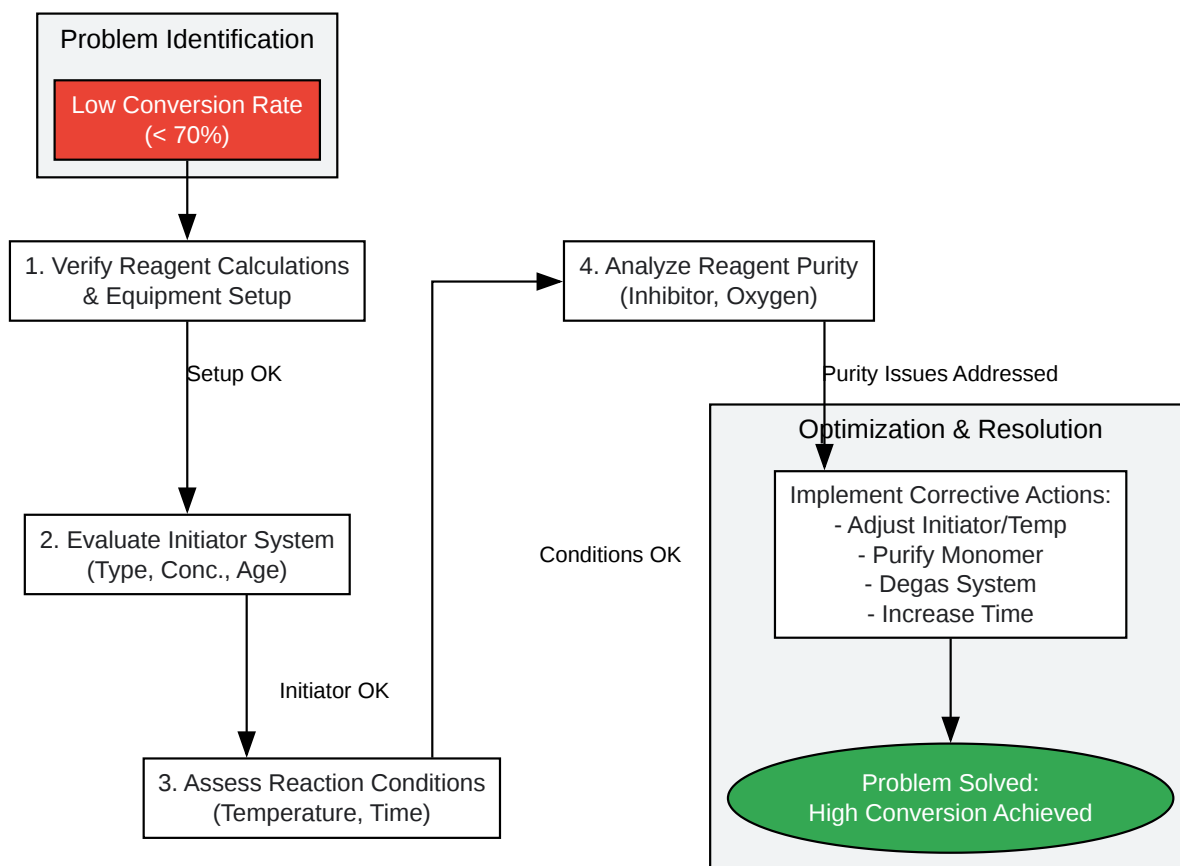 Problem Identification
Low Conversion Rate
(< 70%)
1. Verify Reagent Calculations
& Equipment Setup
Setup OK
2. Evaluate Initiator System
(Type, Conc., Age)
Initiator OK
3. Assess Reaction Conditions
(Temperature, Time)
Conditions OK
4. Analyze Reagent Purity
(Inhibitor, Oxygen)
Purity Issues Addressed
Optimization & Resolution
Implement Corrective Actions:
- Adjust Initiator/Temp
- Purify Monomer
- Degas System
- Increase Time
Problem Solved:
High Conversion Achieved